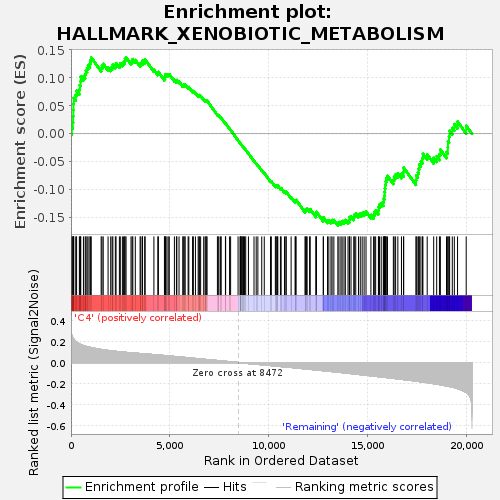 Enrichment plot:
HALLMARK_XENOBIOTIC_METABOLISM
Enrichment score (ES)
0.15
0.10
0.05
0.00
-0.05
-0.10
-0.15
'C4' (positively correlated)
Ranked list metric (Signal2Noise)
0.4
0.2
0.0
-0.2
-0.4
-0.6
Zero cross at 8472
'Remaining' (negatively correlated)
0
5,000
10,000
15,000
20,000
Rank in Ordered Dataset
Enrichment profile
Hits
Ranking metric scores